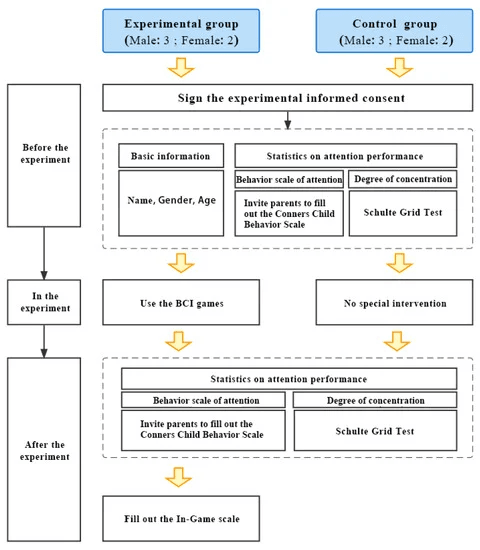 Experimental group
(Male: 3 ; Female: 2)
Control group
(Male: 3 ; Female: 2)
Before the
experiment
Sign the experimental informed consent
Basic information
Statistics on attention performance
Behavior scale of attention
Degree of concentration
Name, Gender, Age
Invite parents to fill
out the Conners Child
Behavior Scale
Schulte Grid Test
In the
experiment
Use the BCI games
No special intervention
After the
experiment
Statistics on attention performance
Behavior scale of attention
Degree of concentration
Invite parents to fill out the
Conners Child Behavior Scale
Schulte Grid Test
Fill out the In-Game scale